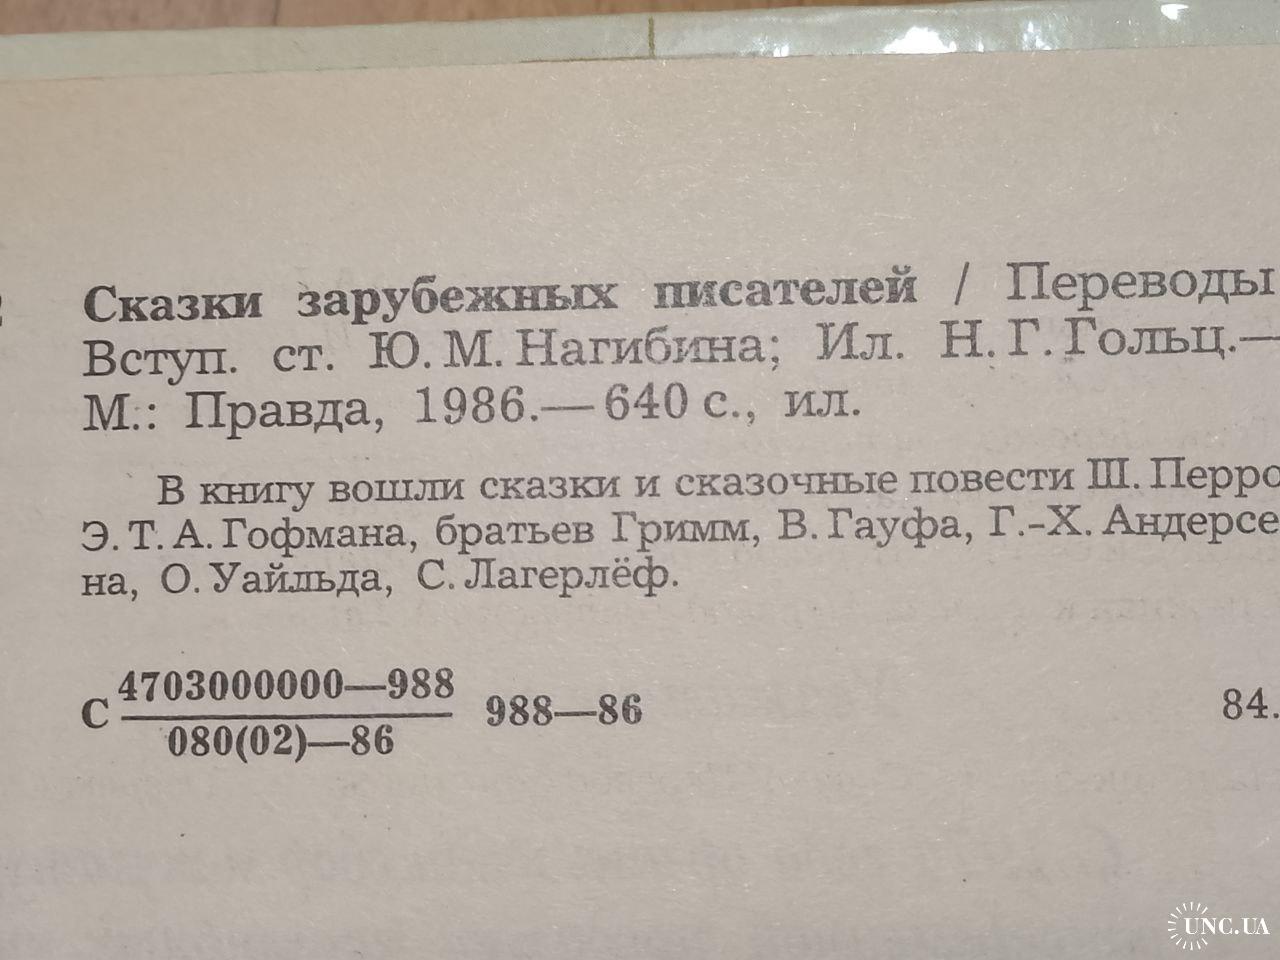 Сказки зарубежных писателей / Переводы
Вступ. ст. Ю. М. Нагибина; Ил. Н. Г. Гольц.—
М.: Правда, 1986.— 640 с., ил.
В книгу вошли сказки и сказочные повести Ш. Перро
Э. Т. А. Гофмана, братьев Гримм, В. Гауфа, Г.-Х. Андерсе
на, О. Уайльда, С. Лагерлёф.
С 4703000000—988
080(02)—86
988—86
84.
UNC.UA